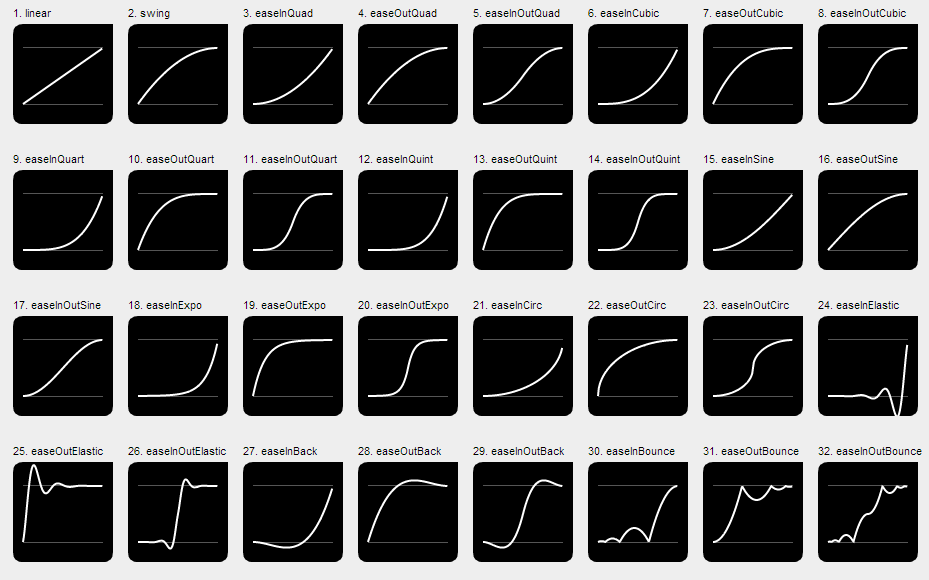 1. linear
2. swing
3. easeInQuad
4. easeOutQuad
5. easeInOutQuad
6. easeInCubic
7. easeOutCubic
8. easeInOutCubic
9. easeInQuart
10. easeOutQuart
11. easeInOutQuart
12. easeInQuint
13. easeOutQuint
14. easeInOutQuint
15. easeInSine
16. easeOutSine
17. easeInOutSine
18. easeInExpo
19. easeOutExpo
20. easeInOutExpo
21. easeInCirc
22. easeOutCirc
23. easeInOutCirc
24. easeInElastic
25. easeOutElastic
26. easeInOutElastic
27. easeInBack
28. easeOutBack
29. easeInOutBack
30. easeInBounce
31. easeOutBounce
32. easeInOutBounce